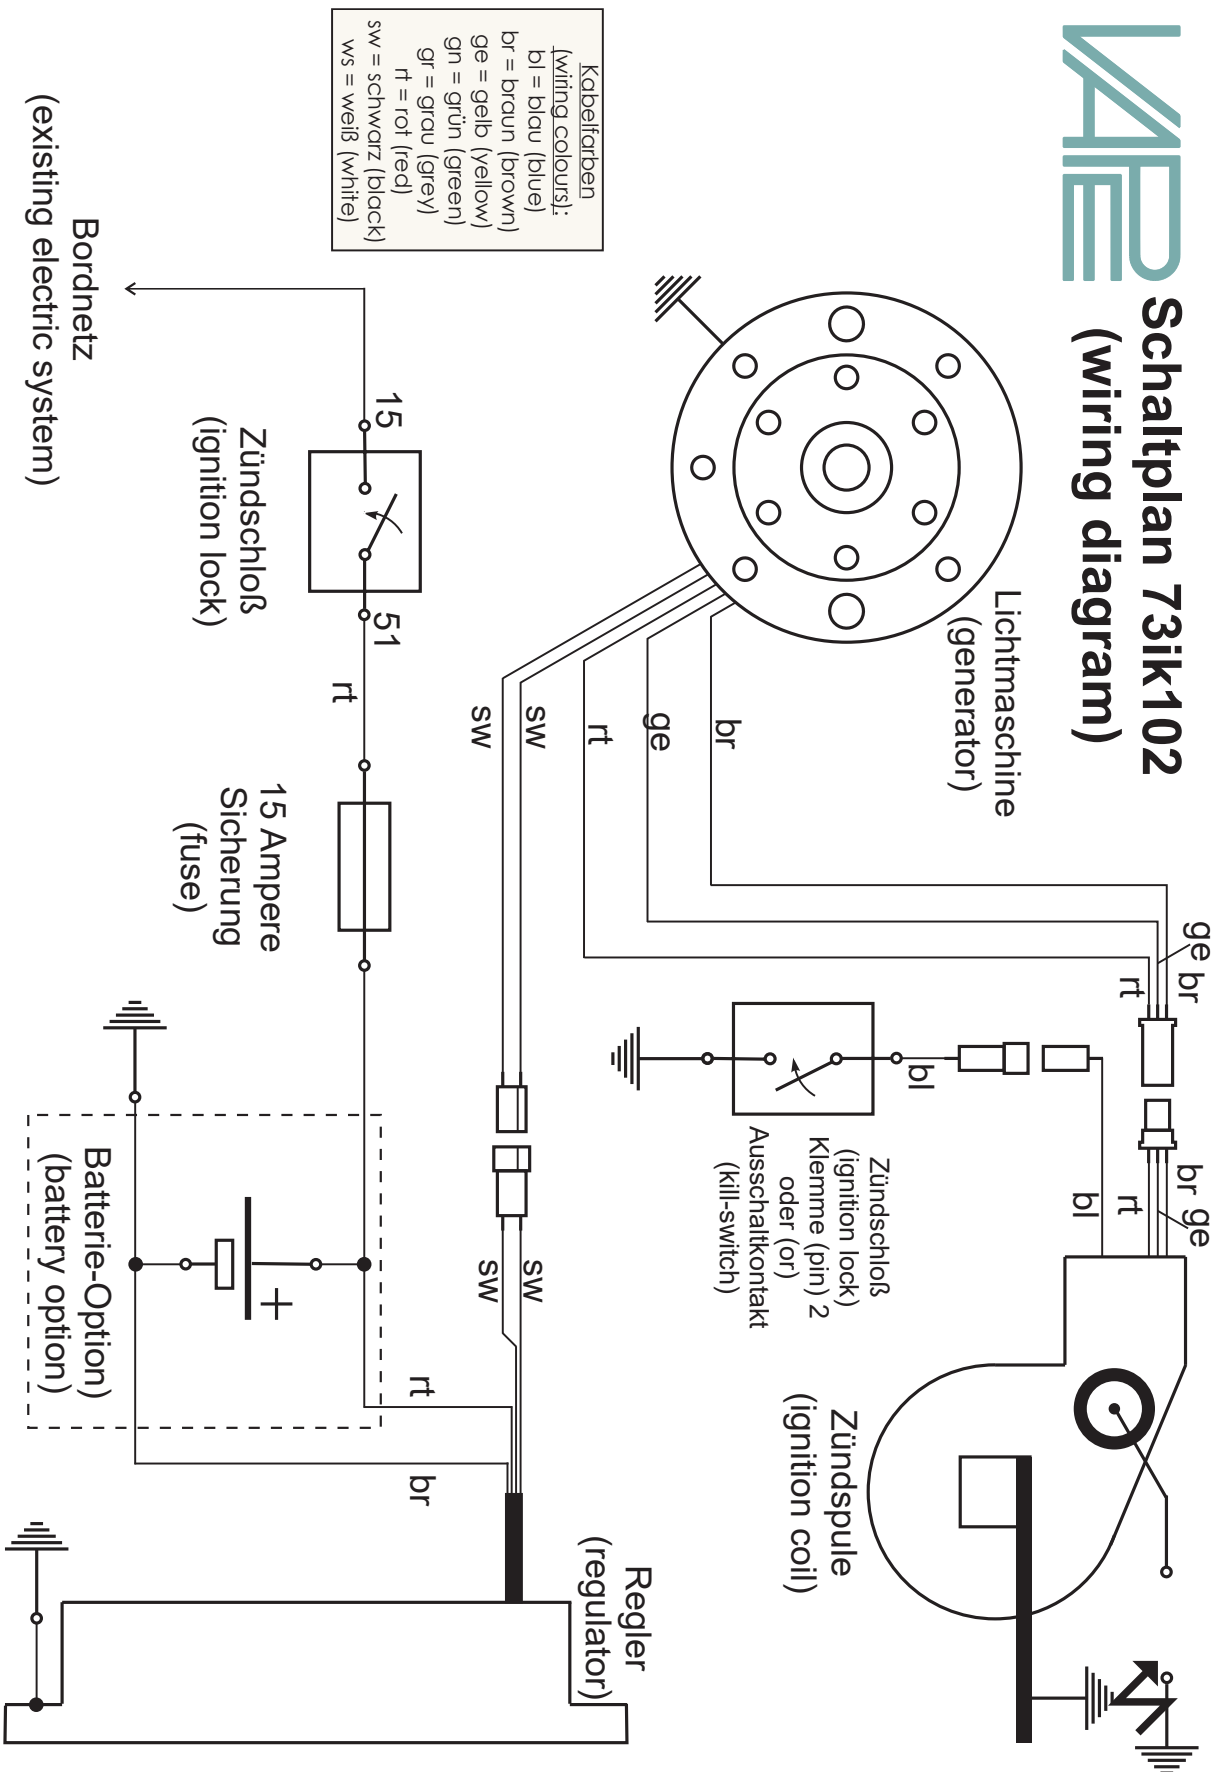 VAPE
Schaltplan 73ik102
(wiring diagram)
Kabelfarben
(wiring colours):
bl = blau (blue)
br = braun (brown)
ge = gelb (yellow)
gn = grün (green)
gr = grau (grey)
rt = rot (red)
sw = schwarz (black)
ws = weiß (white)
Lichtmaschine
(generator)
br
ge
rt
sw
sw
ge
br
rt
br
ge
rt
bl
bl
Zündschloß
(ignition lock)
Klemme (pin) 2
oder (or)
Ausschaltkontakt
(kill-switch)
Zündspule
(ignition coil)
sw
sw
Regler
(regulator)
rt
br
15
51
Zündschloß
(ignition lock)
rt
15 Ampere
Sicherung
(fuse)
+
Batterie-Option)
(battery option)
Bordnetz
(existing electric system)